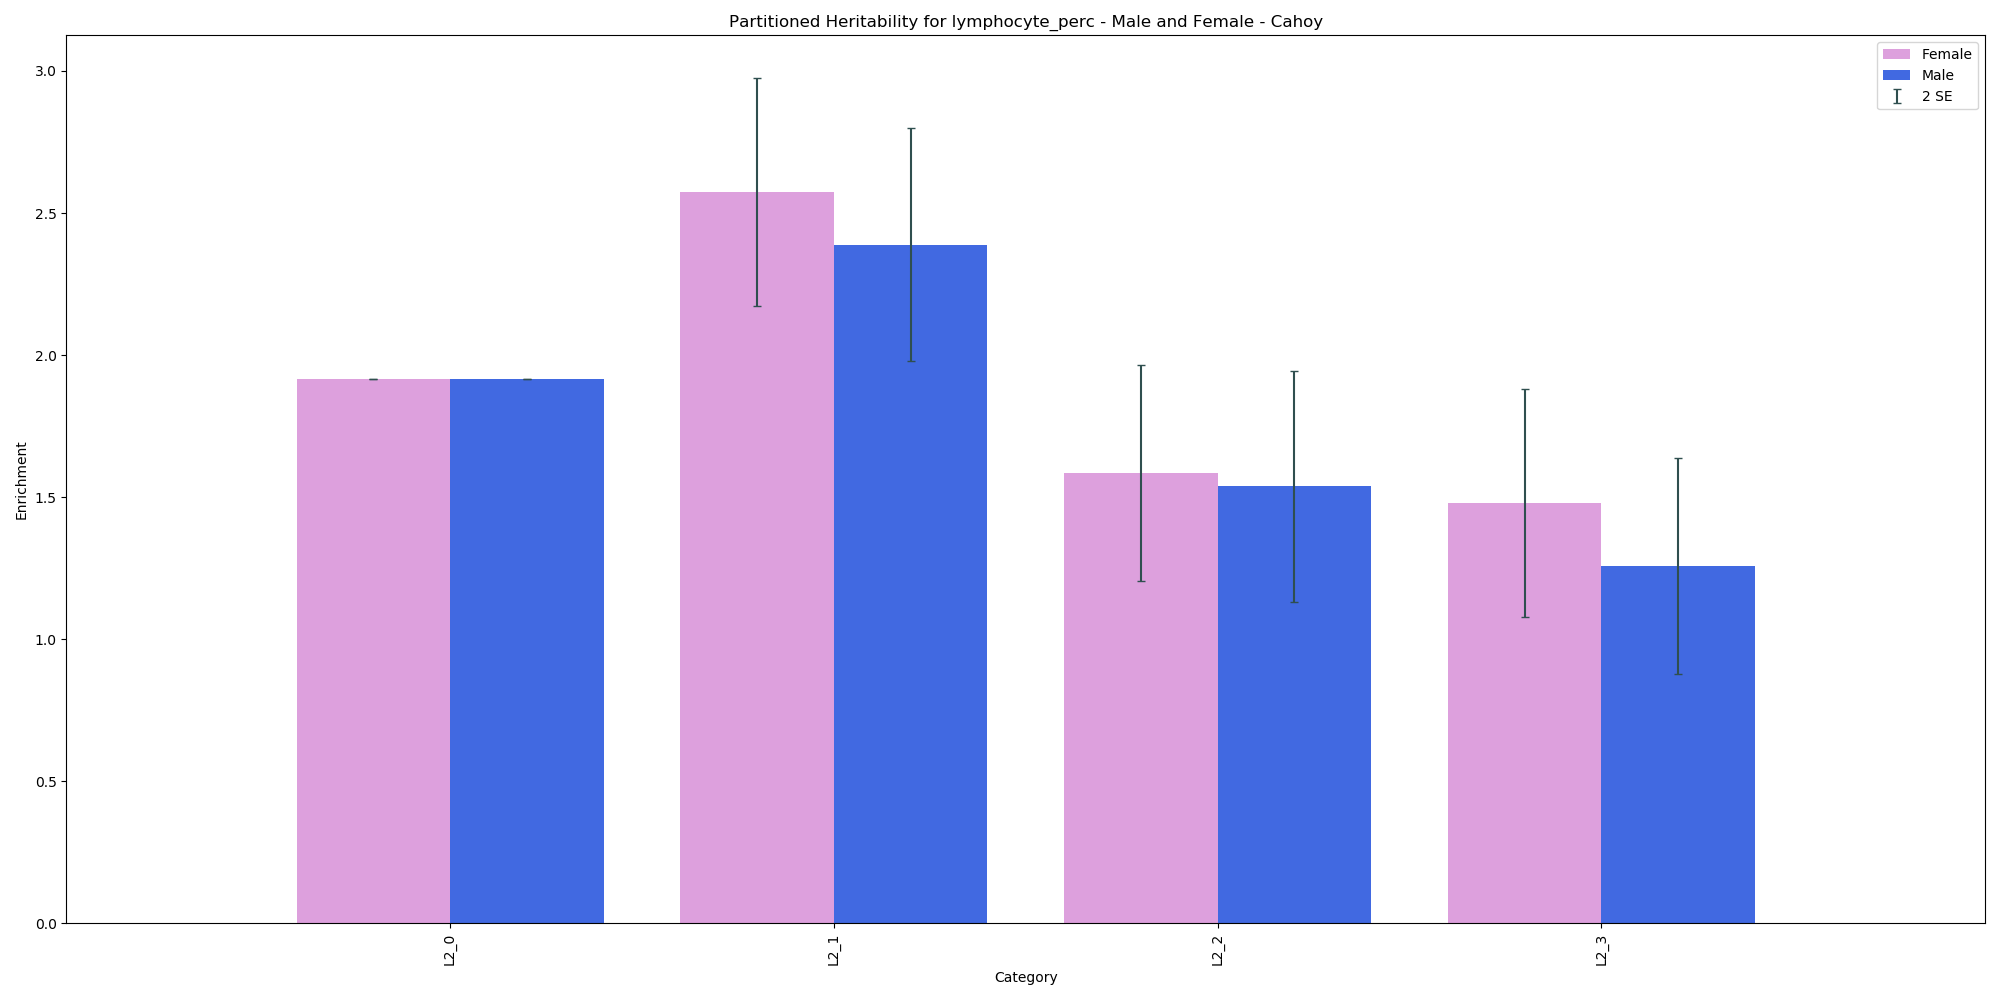 Partitioned Heritability for lymphocyte_perc - Male and Female - Cahoy
Female
Male
2 SE
3.0
2.5
2.0
1.5
1.0
0.5
0.0
Enrichment
L2_0
L2_1
L2_2
L2_3
Category